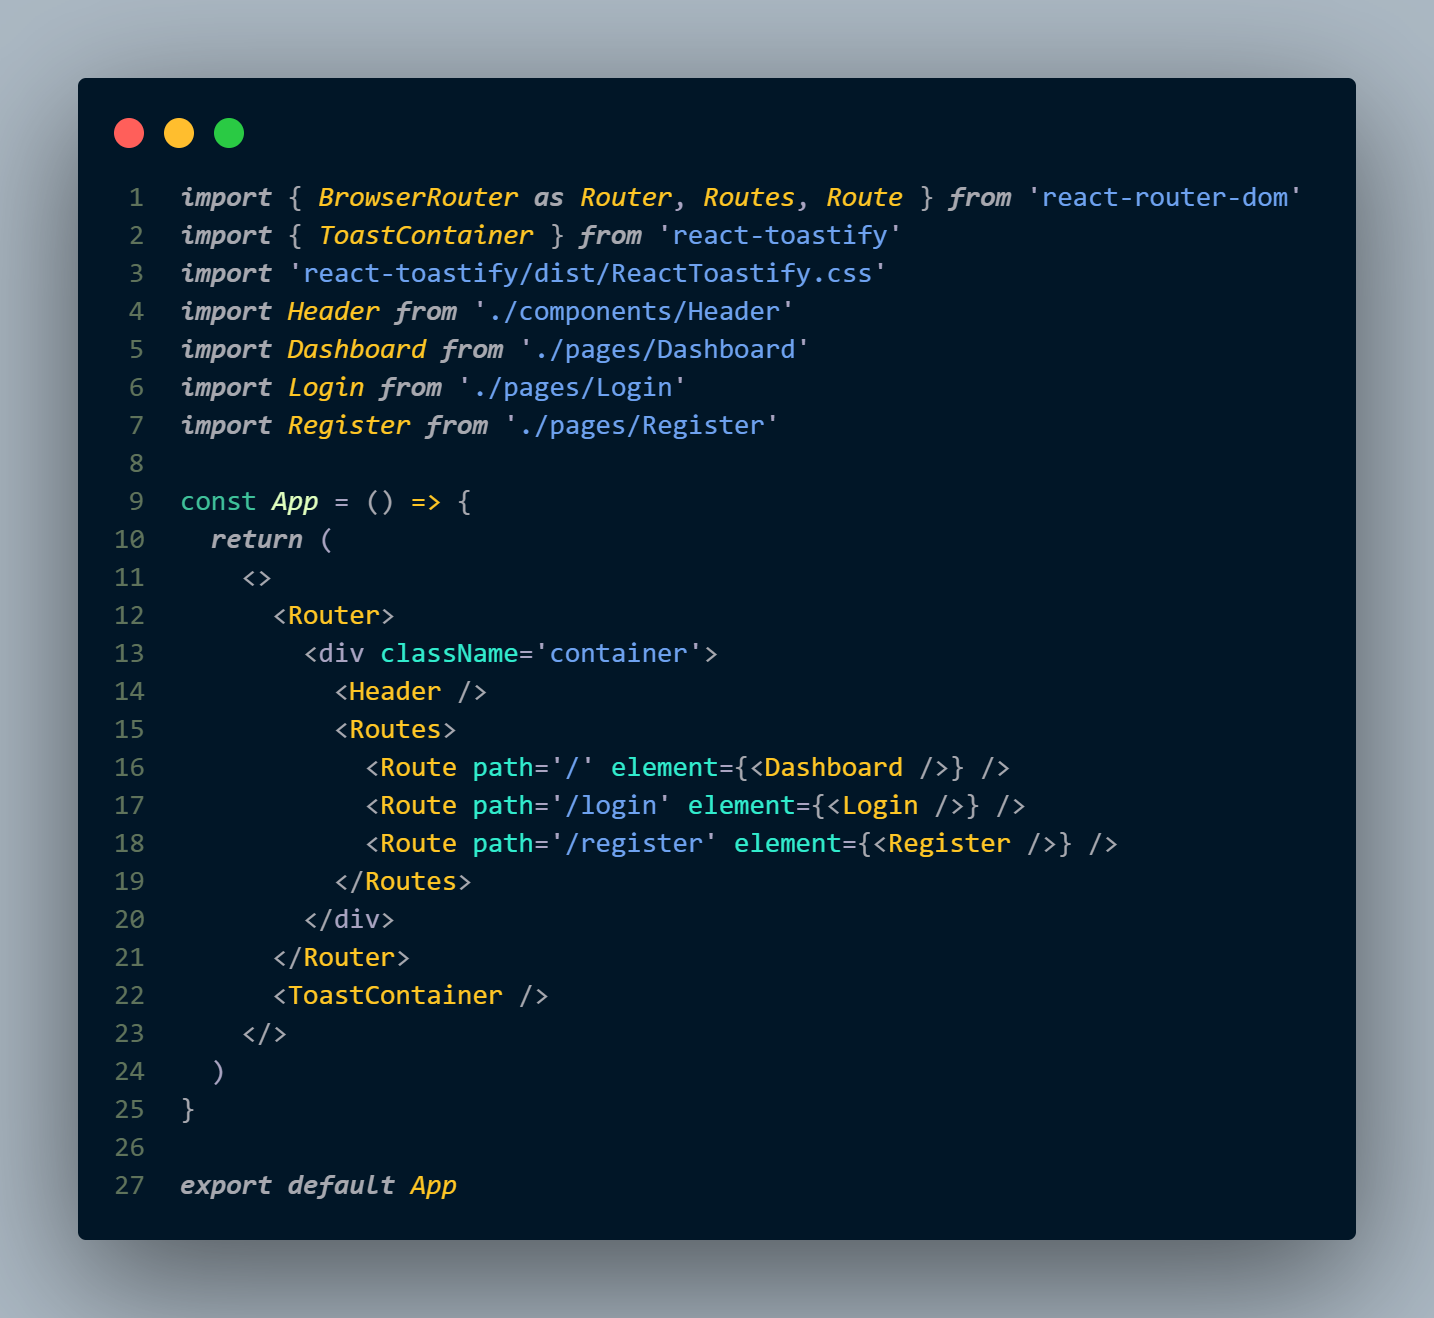 1 import { BrowserRouter as Router, Routes, Route } from 'react-router-dom'
2 import { ToastContainer } from 'react-toastify'
3 import 'react-toastify/dist/ReactToastify.css'
4 import Header from './components/Header'
5 import Dashboard from './pages/Dashboard'
6 import Login from './pages/Login'
7 import Register from './pages/Register'
8
9 const App = () => {
10   return (
11     <>
12       <Router>
13         <div className='container'>
14           <Header />
15           <Routes>
16             <Route path='/' element={<Dashboard />} />
17             <Route path='/login' element={<Login />} />
18             <Route path='/register' element={<Register />} />
19           </Routes>
20         </div>
21       </Router>
22       <ToastContainer />
23     </>
24   )
25 }
26
27 export default App